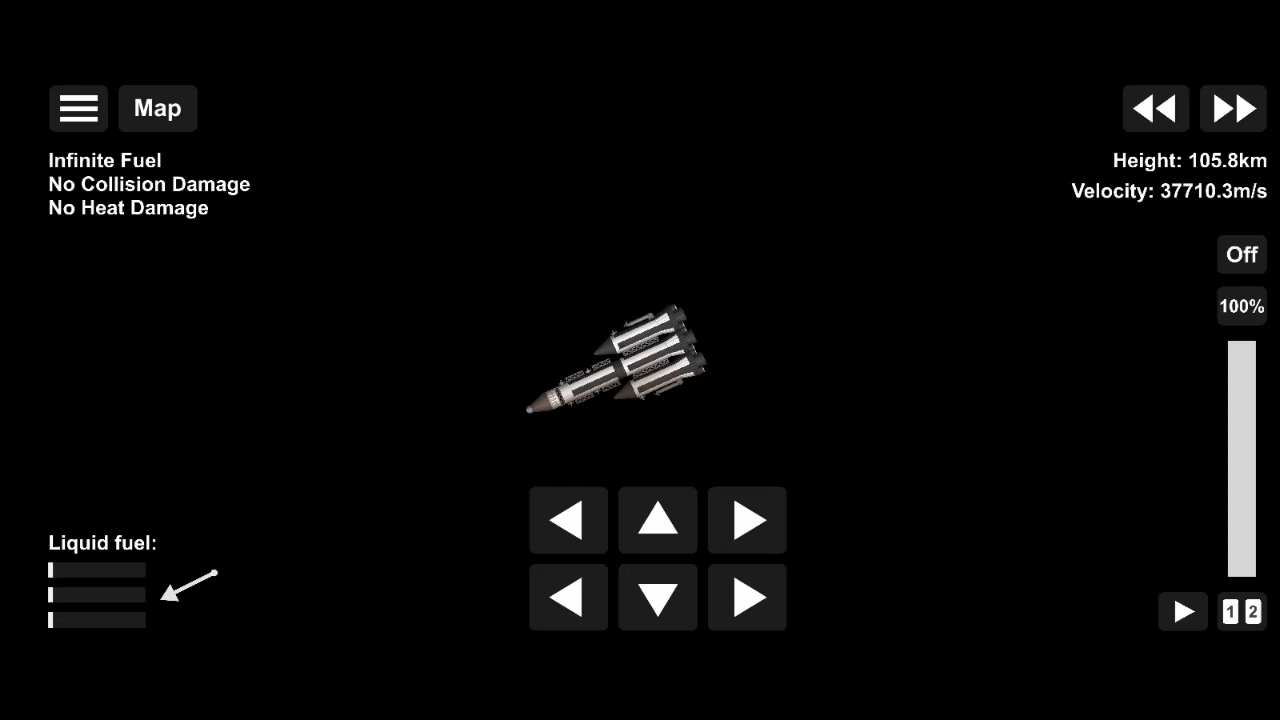 Map
Infinite Fuel
No Collision Damage
No Heat Damage
Height: 105.8km
Velocity: 37710.3m/s
Off
100%
Liquid fuel:
1 2